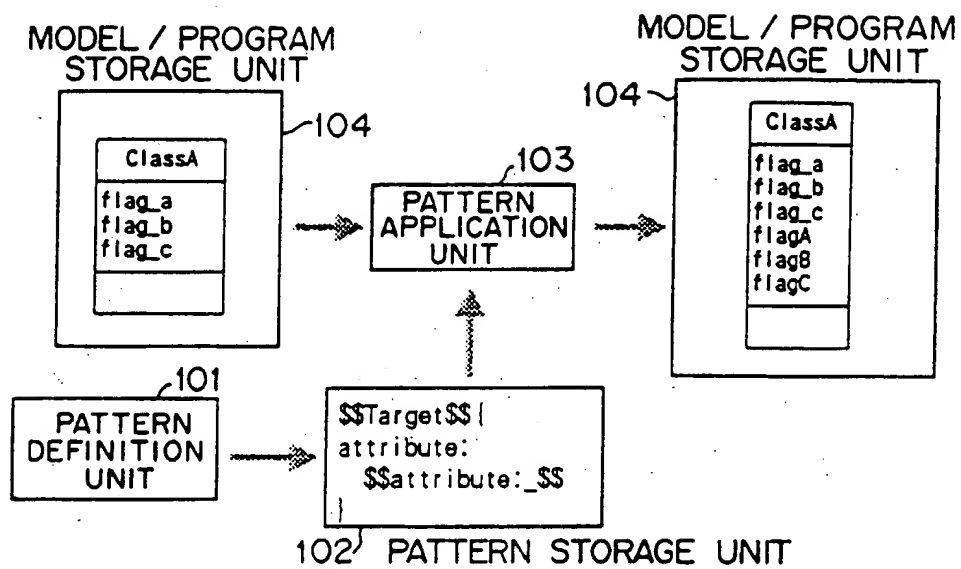 MODEL / PROGRAM
STORAGE UNIT
104
ClassA
flag_a
flag_b
flag_c
103
PATTERN
APPLICATION
UNIT
MODEL / PROGRAM
STORAGE UNIT
104
ClassA
flag_a
flag_b
flag_c
flagA
flagB
flagC
101
PATTERN
DEFINITION
UNIT
$$Target$$ {
attribute:
$$attribute:_$$
}
102 PATTERN STORAGE UNIT